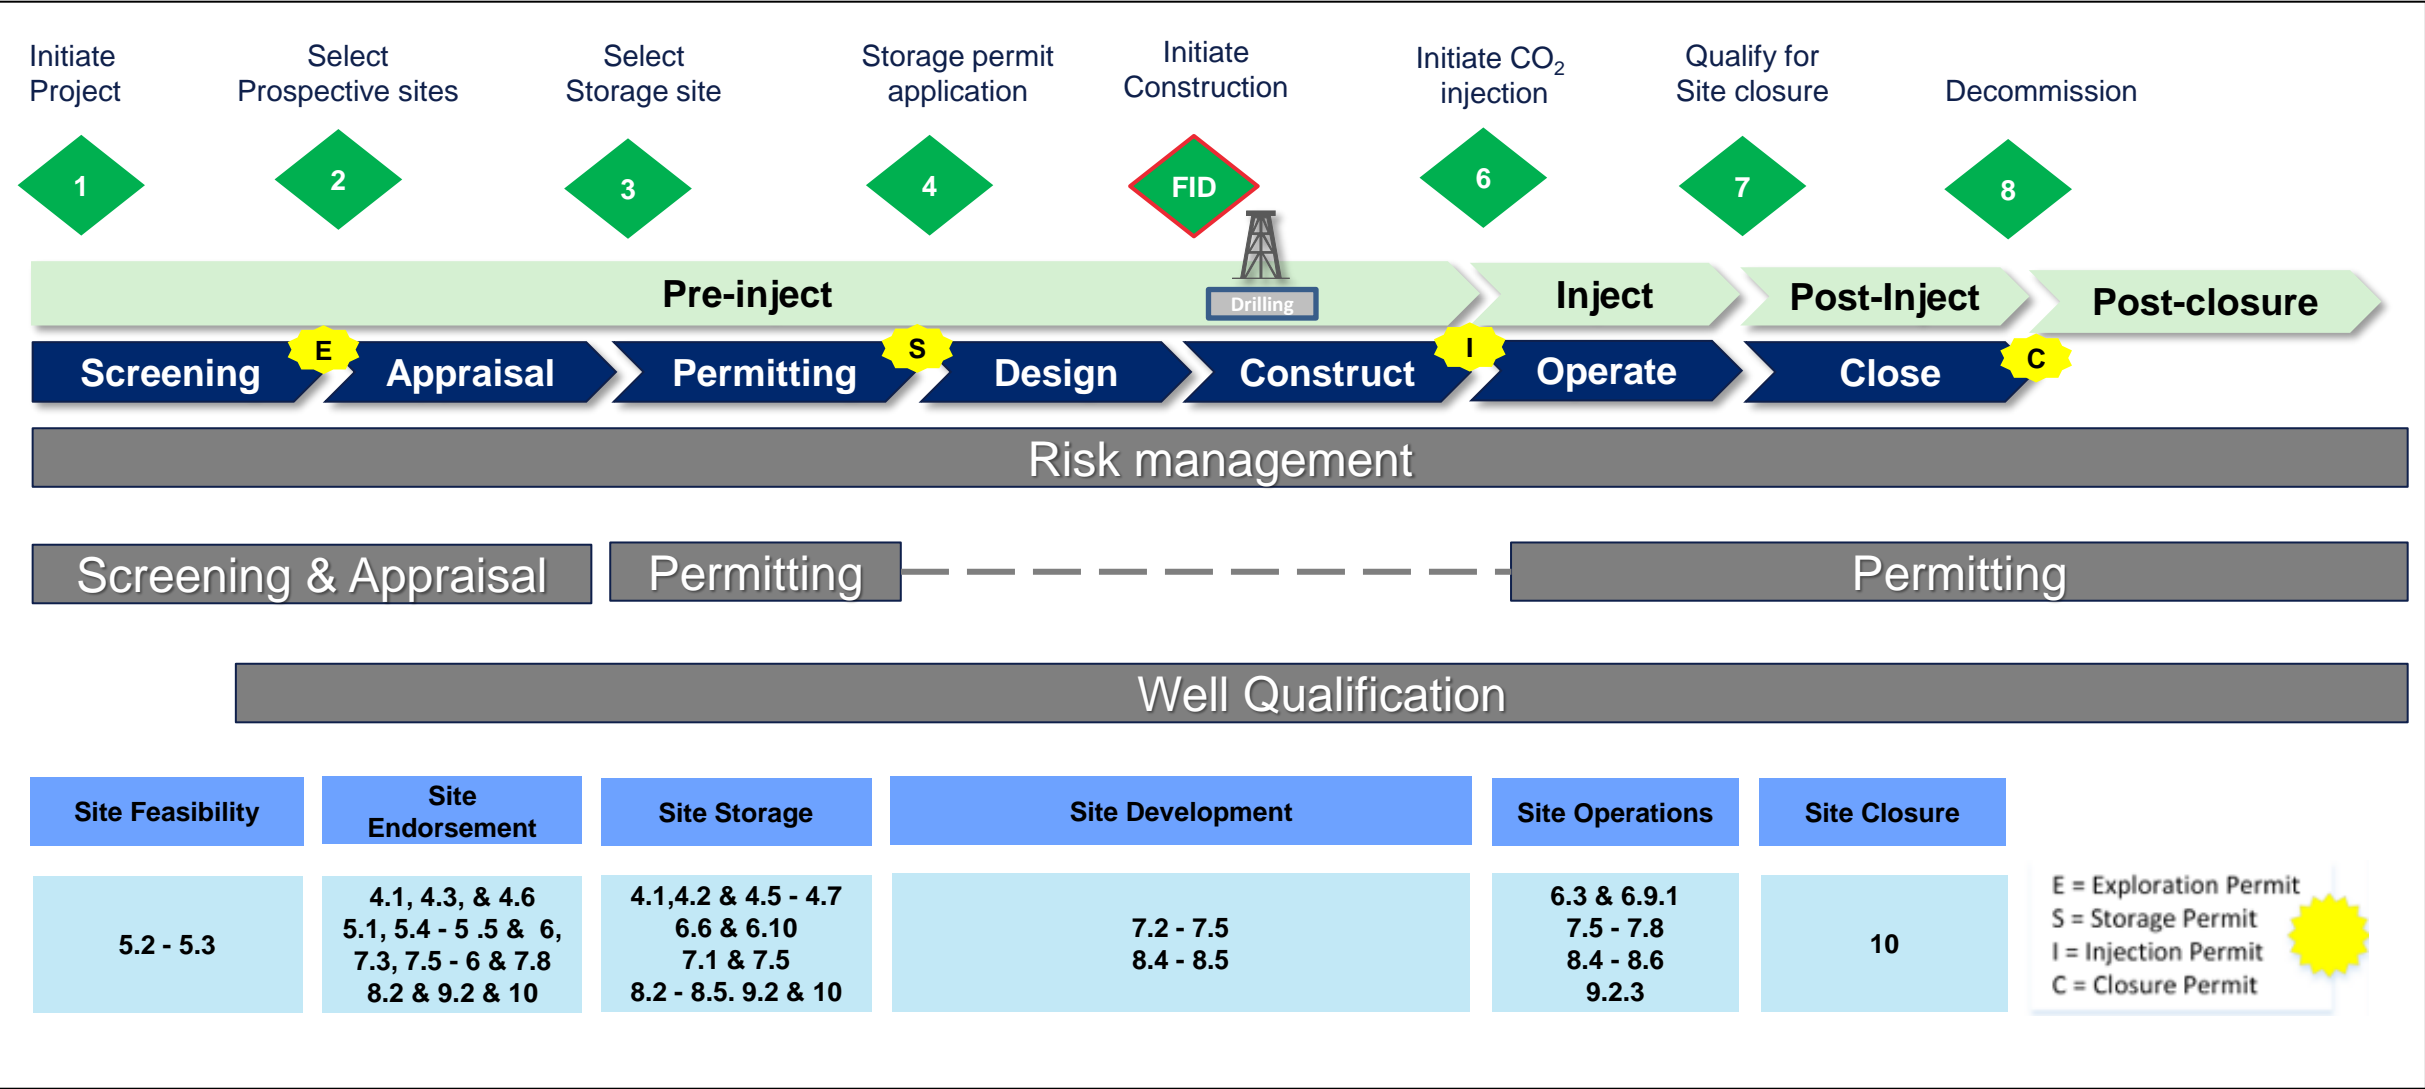 Initiate
Project
Select
Prospective sites
Select
Storage site
Storage permit
application
Initiate
Construction
Initiate CO₂
injection
Qualify for
Site closure
Decommission
1
2
3
4
FID
6
7
8
Pre-inject
Drilling
Inject
Post-Inject
Post-closure
Screening
E
Appraisal
Permitting
S
Design
Construct
I
Operate
Close
C
Risk management
Screening & Appraisal
Permitting
Permitting
Well Qualification
Site Feasibility
Site
Endorsement
Site Storage
Site Development
Site Operations
Site Closure
5.2 - 5.3
4.1, 4.3, & 4.6
5.1, 5.4 - 5 .5 & 6,
7.3, 7.5 - 6 & 7.8
8.2 & 9.2 & 10
4.1,4.2 & 4.5 - 4.7
6.6 & 6.10
7.1 & 7.5
8.2 - 8.5. 9.2 & 10
7.2 - 7.5
8.4 - 8.5
6.3 & 6.9.1
7.5 - 7.8
8.4 - 8.6
9.2.3
10
E = Exploration Permit
S = Storage Permit
I = Injection Permit
C = Closure Permit